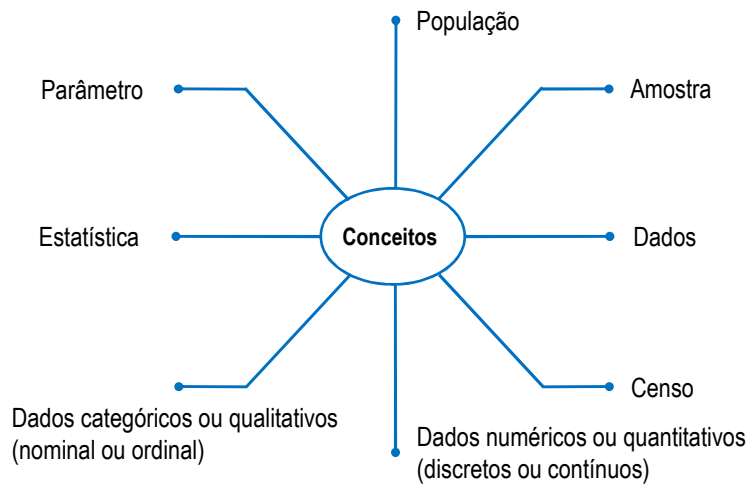 População
Parâmetro
Amostra
Estatística
Conceitos
Dados
Censo
Dados categóricos ou qualitativos
(nominal ou ordinal)
Dados numéricos ou quantitativos
(discretos ou contínuos)